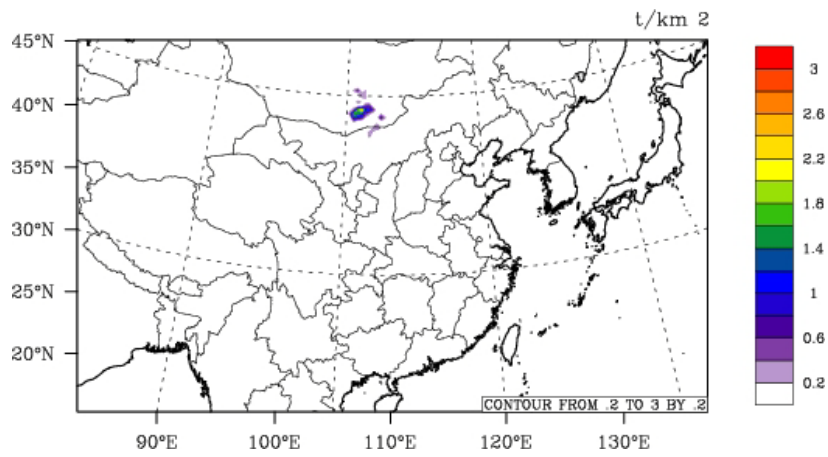 t/km 2
45°N
40°N
35°N
30°N
25°N
20°N
90°E
100°E
110°E
120°E
130°E
3
2.6
2.2
1.8
1.4
1
0.6
0.2
CONTOUR FROM .2 TO 3 BY .2